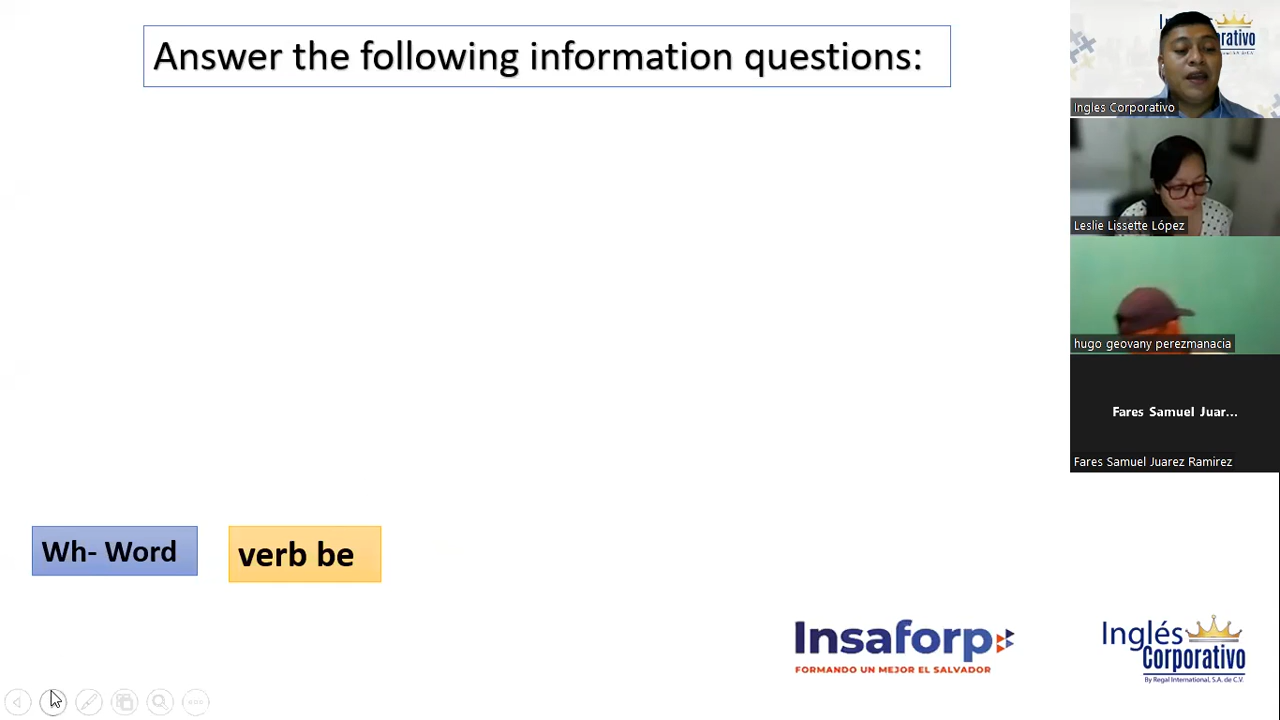 Answer the following information questions:
Wh- Word
verb be
Insaforp
FORMANDO UN MEJOR EL SALVADOR
Inglés
Corporativo
By Regal International, S.A. de C.V.
Ingles Corporativo
Leslie Lissette López
hugo geovany perezmanacia
Fares Samuel Juar...
Fares Samuel Juarez Ramirez